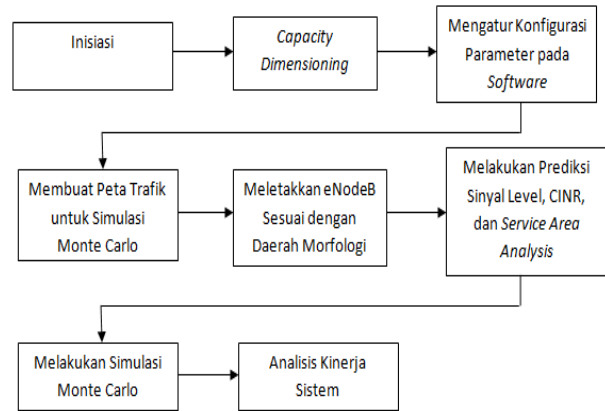 Inisiasi
Capacity
Dimensioning
Mengatur Konfigurasi
Parameter pada
Software
Membuat Peta Trafik
untuk Simulasi
Monte Carlo
Meletakkan eNodeB
Sesuai dengan
Daerah Morfologi
Melakukan Prediksi
Sinyal Level, CINR,
dan Service Area
Analysis
Melakukan Simulasi
Monte Carlo
Analisis Kinerja
Sistem